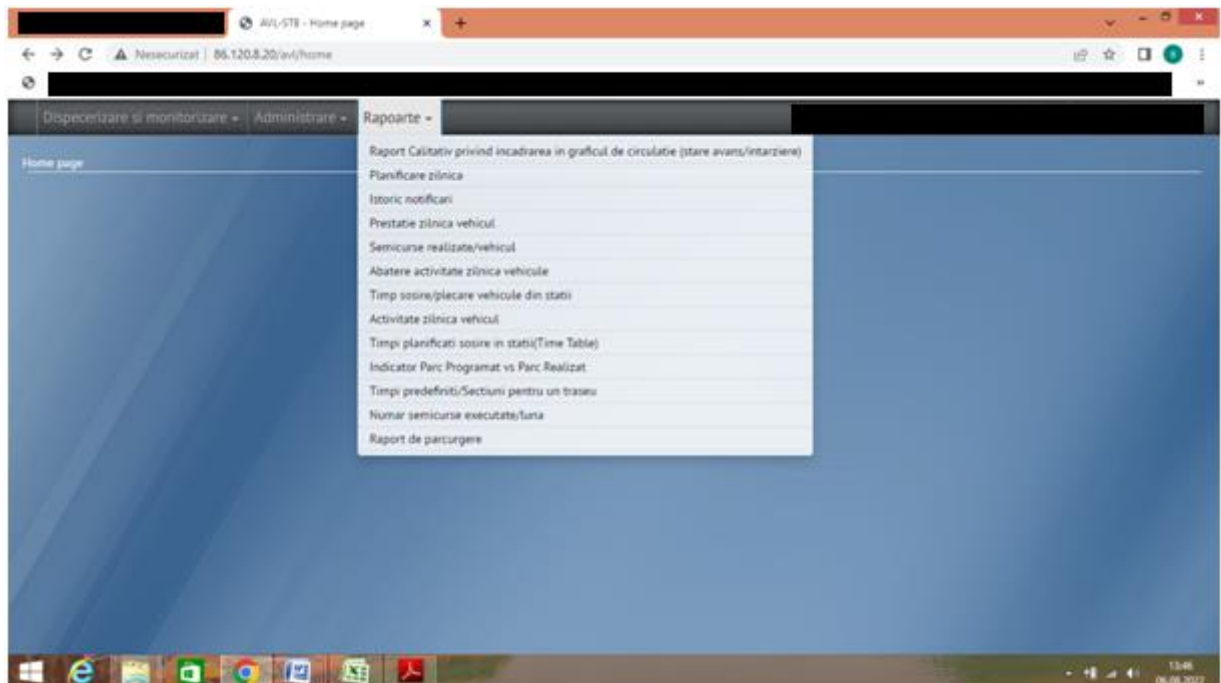 AVL-STB - Home page
Nesecurizat | 86.120.8.20/avl/home
Dispecerizare si monitorizare Administrare Rapoarte
Home page
Raport Calitativ privind incadrarea in graficul de circulatie (stare avans/intarziere)
Planificare zilnica
Istoric notificari
Prestatie zilnica vehicul
Semicurse realizate/vehicul
Abatere activitate zilnica vehicule
Timp sosire/plecare vehicule din statii
Activitate zilnica vehicul
Timpi planificati sosire in statii(Time Table)
Indicator Parc Programat vs Parc Realizat
Timpi predefiniti/Sectiuni pentru un traseu
Numar semicurse executate/luna
Raport de parcurgere
13:46
06.08.2022